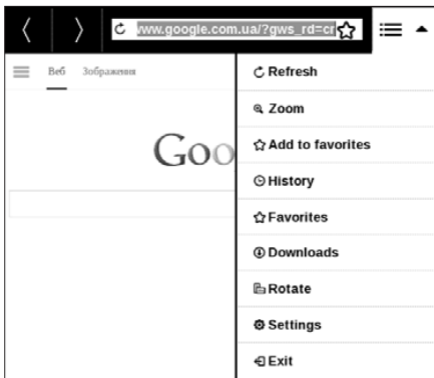 www.google.com.ua/?gws_rd=cr
Веб Зображення
Goo
Refresh
Zoom
Add to favorites
History
Favorites
Downloads
Rotate
Settings
Exit